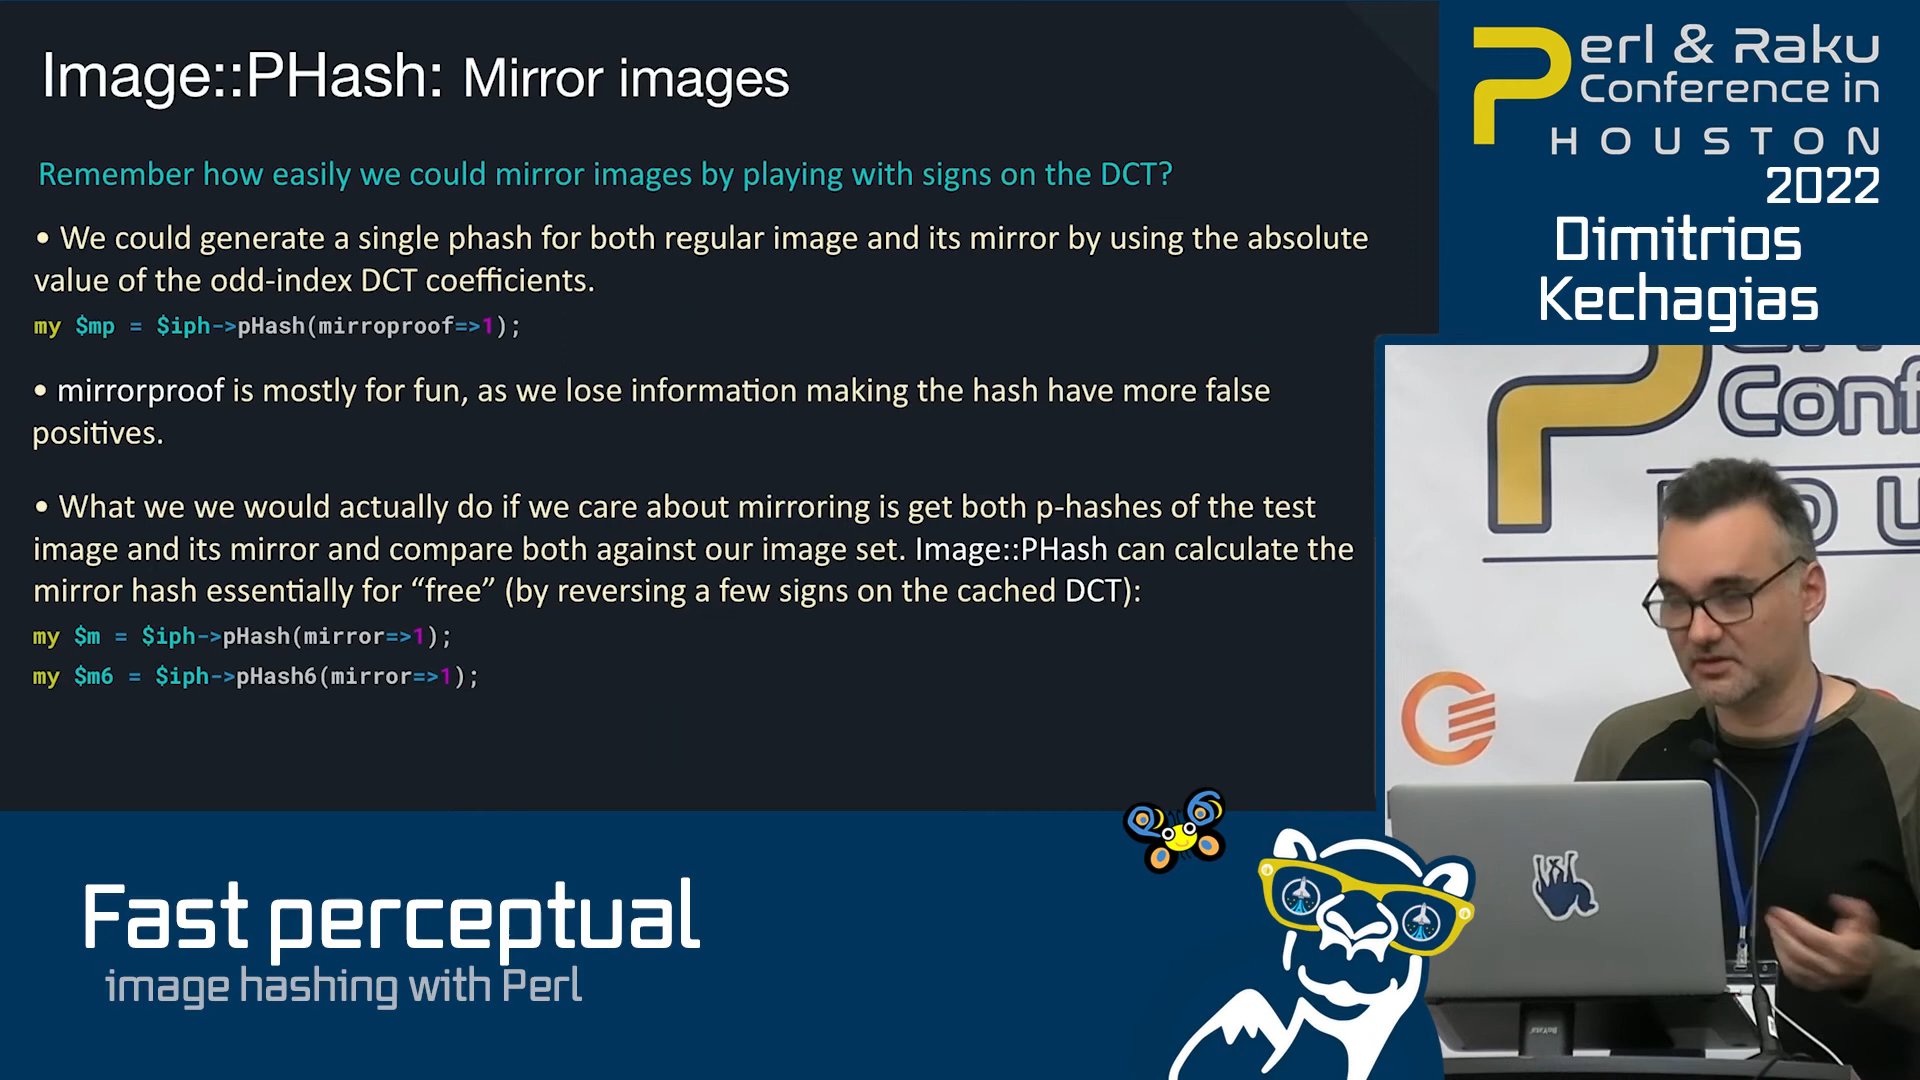 Image::PHash: Mirror images
Remember how easily we could mirror images by playing with signs on the DCT?
• We could generate a single phash for both regular image and its mirror by using the absolute
value of the odd-index DCT coefficients.
my $mp = $iph->pHash(mirroproof=>1);
• mirrorproof is mostly for fun, as we lose information making the hash have more false
positives.
• What we we would actually do if we care about mirroring is get both p-hashes of the test
image and its mirror and compare both against our image set. Image::PHash can calculate the
mirror hash essentially for “free” (by reversing a few signs on the cached DCT):
my $m = $iph->pHash(mirror=>1);
my $m6 = $iph->pHash6(mirror=>1);
Perl & Raku
Conference in
HOUSTON
2022
Dimitrios
Kechagias
Conf
Fast perceptual
image hashing with Perl